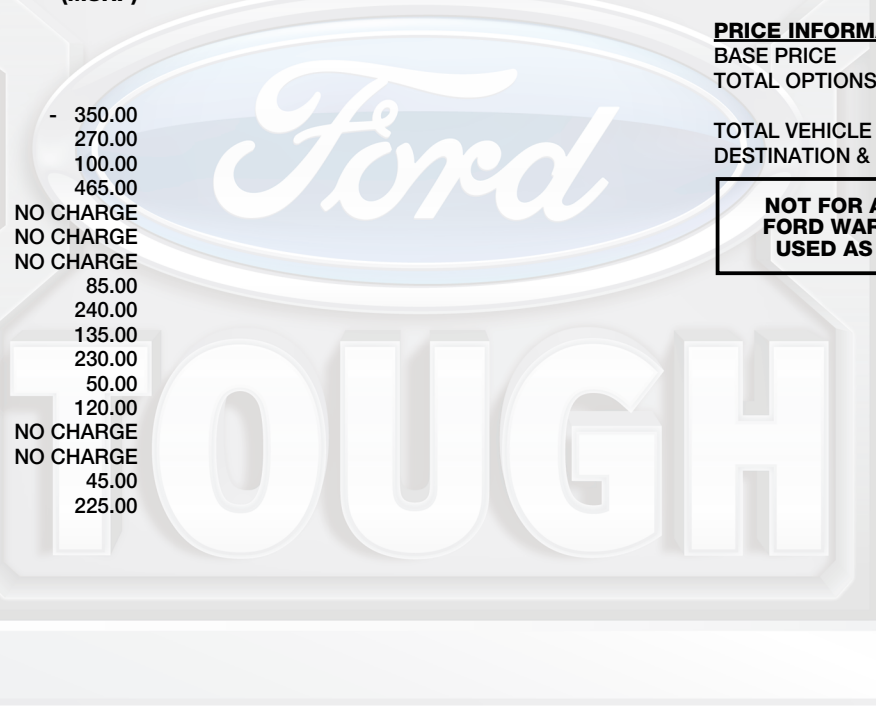 - 350.00
270.00
100.00
465.00
NO CHARGE
NO CHARGE
NO CHARGE
85.00
240.00
135.00
230.00
50.00
120.00
NO CHARGE
NO CHARGE
45.00
225.00
PRICE INFORMA
BASE PRICE
TOTAL OPTIONS
TOTAL VEHICLE
DESTINATION &
NOT FOR A
FORD WAR
USED AS
Ford
TOUGH